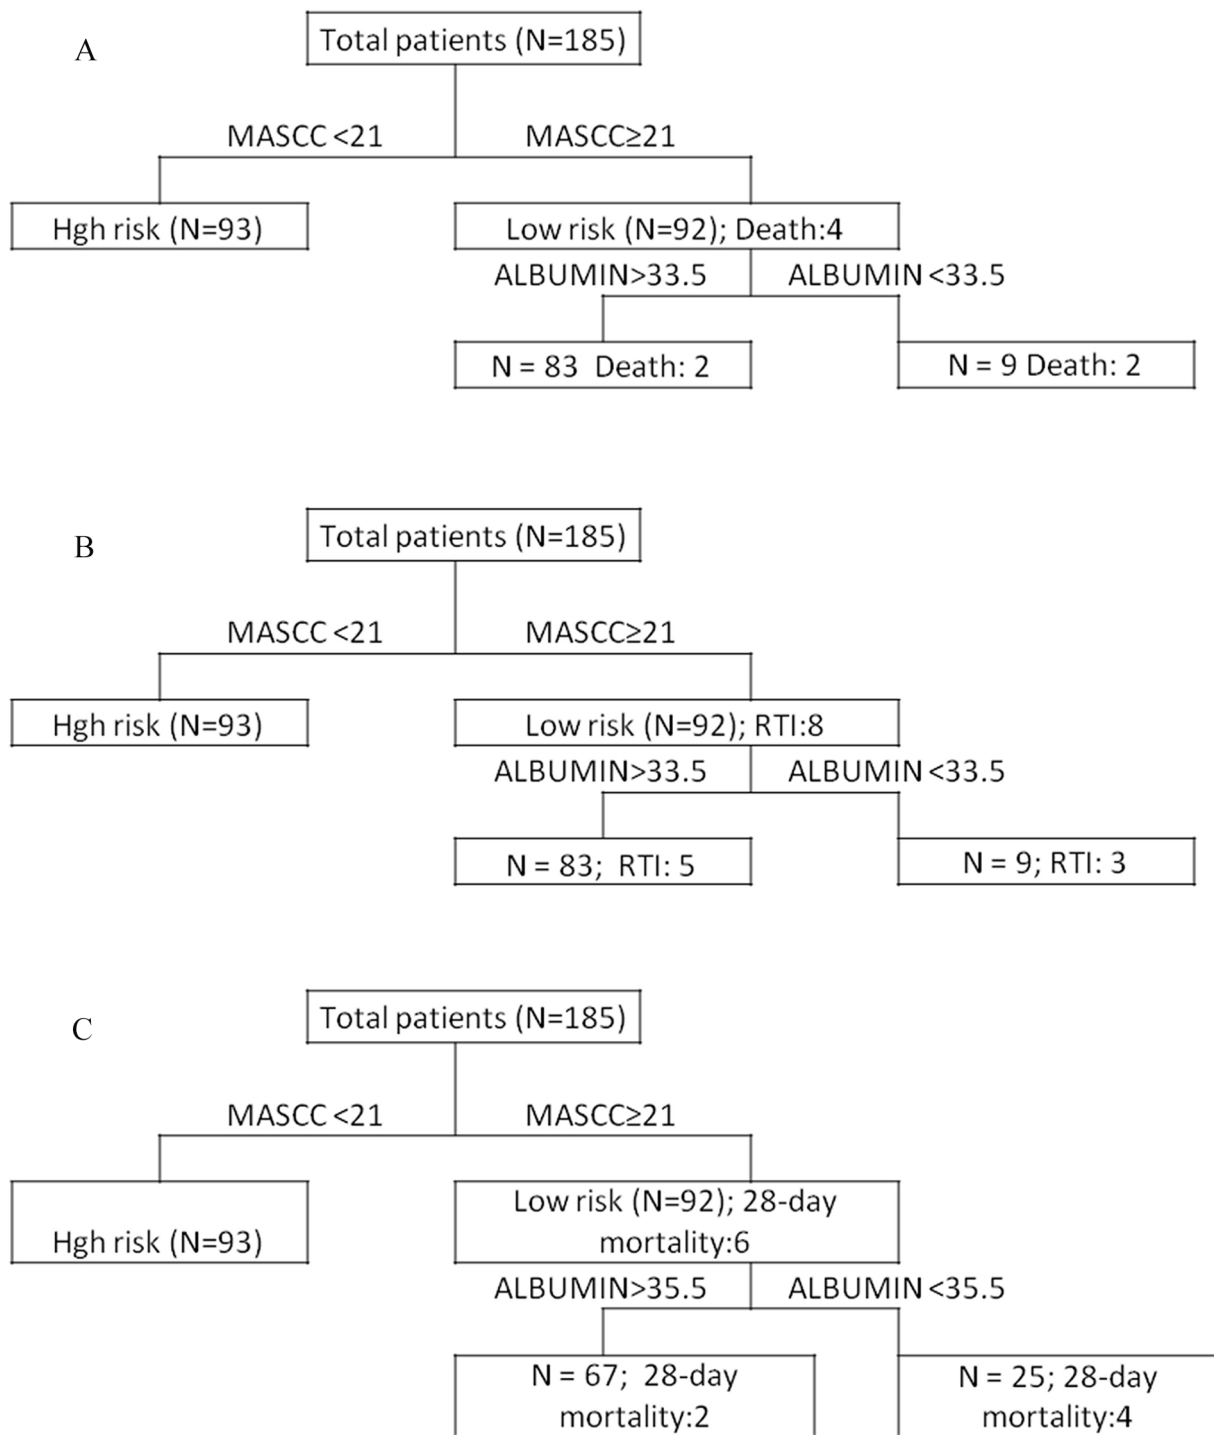 A
Total patients (N=185)
MASCC <21 MASCC≥21
Hgh risk (N=93) Low risk (N=92); Death:4
ALBUMIN>33.5 ALBUMIN <33.5
N = 83 Death: 2 N = 9 Death: 2
B
Total patients (N=185)
MASCC <21 MASCC≥21
Hgh risk (N=93) Low risk (N=92); RTI:8
ALBUMIN>33.5 ALBUMIN <33.5
N = 83; RTI: 5 N = 9; RTI: 3
C
Total patients (N=185)
MASCC <21 MASCC≥21
Hgh risk (N=93)
Low risk (N=92); 28-day
mortality:6
ALBUMIN>35.5 ALBUMIN <35.5
N = 67; 28-day
mortality:2
N = 25; 28-day
mortality:4